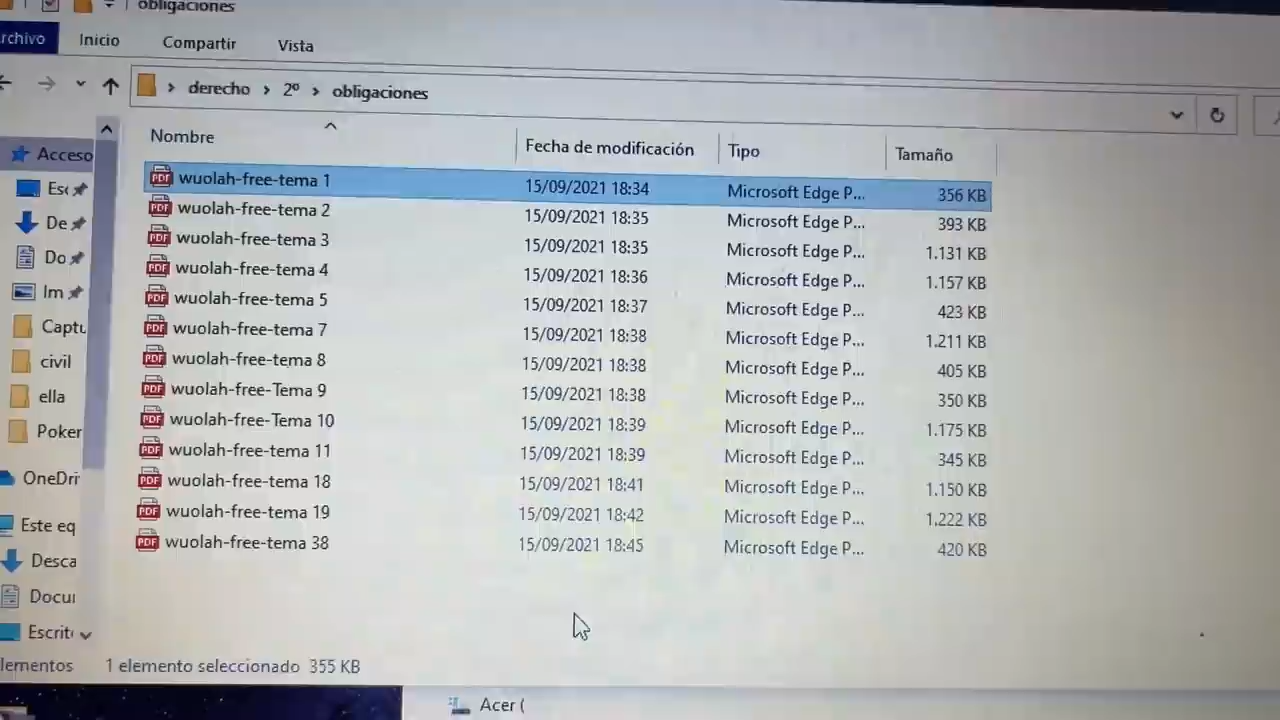 obligaciones
rchivo Inicio Compartir Vista
derecho > 2º > obligaciones
Nombre Fecha de modificación Tipo Tamaño
wuolah-free-tema 1 15/09/2021 18:34 Microsoft Edge P... 356 KB
wuolah-free-tema 2 15/09/2021 18:35 Microsoft Edge P... 393 KB
wuolah-free-tema 3 15/09/2021 18:35 Microsoft Edge P... 1.131 KB
wuolah-free-tema 4 15/09/2021 18:36 Microsoft Edge P... 1.157 KB
wuolah-free-tema 5 15/09/2021 18:37 Microsoft Edge P... 423 KB
wuolah-free-tema 7 15/09/2021 18:38 Microsoft Edge P... 1.211 KB
wuolah-free-tema 8 15/09/2021 18:38 Microsoft Edge P... 405 KB
wuolah-free-Tema 9 15/09/2021 18:38 Microsoft Edge P... 350 KB
wuolah-free-Tema 10 15/09/2021 18:39 Microsoft Edge P... 1.175 KB
wuolah-free-tema 11 15/09/2021 18:39 Microsoft Edge P... 345 KB
wuolah-free-tema 18 15/09/2021 18:41 Microsoft Edge P... 1.150 KB
wuolah-free-tema 19 15/09/2021 18:42 Microsoft Edge P... 1.222 KB
wuolah-free-tema 38 15/09/2021 18:45 Microsoft Edge P... 420 KB
Acceso
Esc
De
Do
Im
Captu
civil
ella
Poker
OneDri
Este eq
Desca
Docu
Escrit
lementos 1 elemento seleccionado 355 KB
Acer (